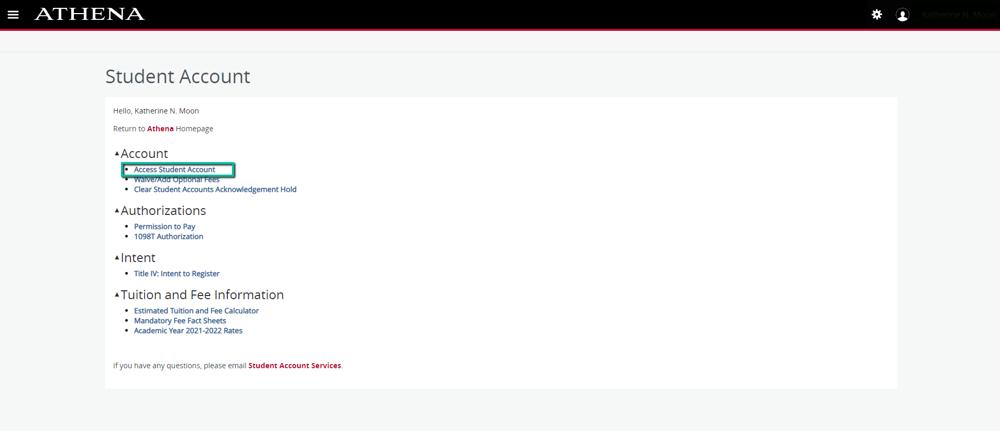 ATHENA
Katherine N. Moon
Student Account
Hello, Katherine N. Moon
Return to Athena Homepage
Account
Access Student Account
Waive/Add Optional Fees
Clear Student Accounts Acknowledgement Hold
Authorizations
Permission to Pay
1098T Authorization
Intent
Title IV: Intent to Register
Tuition and Fee Information
Estimated Tuition and Fee Calculator
Mandatory Fee Fact Sheets
Academic Year 2021-2022 Rates
If you have any questions, please email Student Account Services.